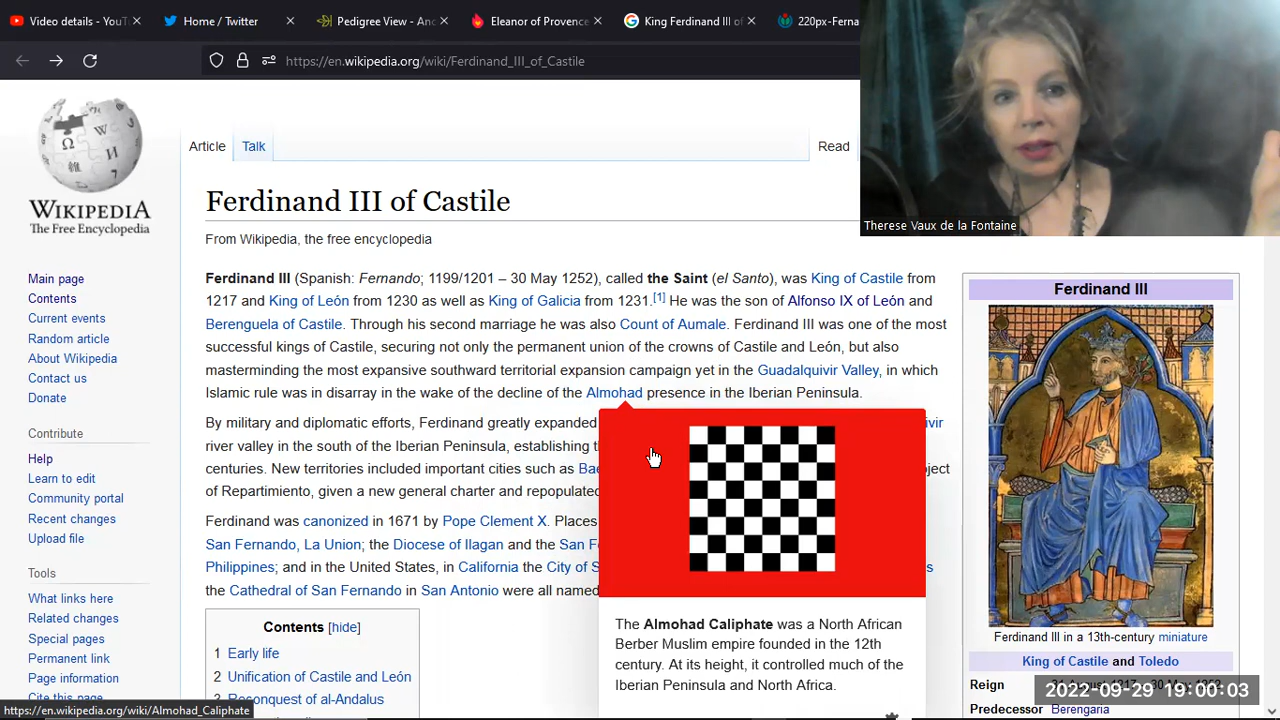 Video details - YouT
Home / Twitter
Pedigree View - Anc
Eleanor of Provence
King Ferdinand III of
220px-Ferna
https://en.wikipedia.org/wiki/Ferdinand_III_of_Castile
WIKIPEDIA
The Free Encyclopedia
Main page
Contents
Current events
Random article
About Wikipedia
Contact us
Donate
Contribute
Help
Learn to edit
Community portal
Recent changes
Upload file
Tools
What links here
Related changes
Special pages
Permanent link
Page information
Cite this page
https://en.wikipedia.org/wiki/Almohad_Caliphate
Article
Talk
Read
Ferdinand III of Castile
From Wikipedia, the free encyclopedia
Ferdinand III (Spanish: Fernando; 1199/1201 – 30 May 1252), called the Saint (el Santo), was King of Castile from
1217 and King of León from 1230 as well as King of Galicia from 1231.[1] He was the son of Alfonso IX of León and
Berenguela of Castile. Through his second marriage he was also Count of Aumale. Ferdinand III was one of the most
successful kings of Castile, securing not only the permanent union of the crowns of Castile and León, but also
masterminding the most expansive southward territorial expansion campaign yet in the Guadalquivir Valley, in which
Islamic rule was in disarray in the wake of the decline of the Almohad presence in the Iberian Peninsula.
By military and diplomatic efforts, Ferdinand greatly expanded ivir
river valley in the south of the Iberian Peninsula, establishing t
centuries. New territories included important cities such as Bae oject
of Repartimiento, given a new general charter and repopulated
Ferdinand was canonized in 1671 by Pope Clement X. Places
San Fernando, La Union; the Diocese of Ilagan and the San F
Philippines; and in the United States, in California the City of S s
the Cathedral of San Fernando in San Antonio were all named
Contents [hide]
1 Early life
2 Unification of Castile and León
3 Reconquest of al-Andalus
The Almohad Caliphate was a North African
Berber Muslim empire founded in the 12th
century. At its height, it controlled much of the
Iberian Peninsula and North Africa.
Therese Vaux de la Fontaine
Ferdinand III
Ferdinand III in a 13th-century miniature
King of Castile and Toledo
Reign
2022-09-29 19:00:03
Predecessor Berengaria